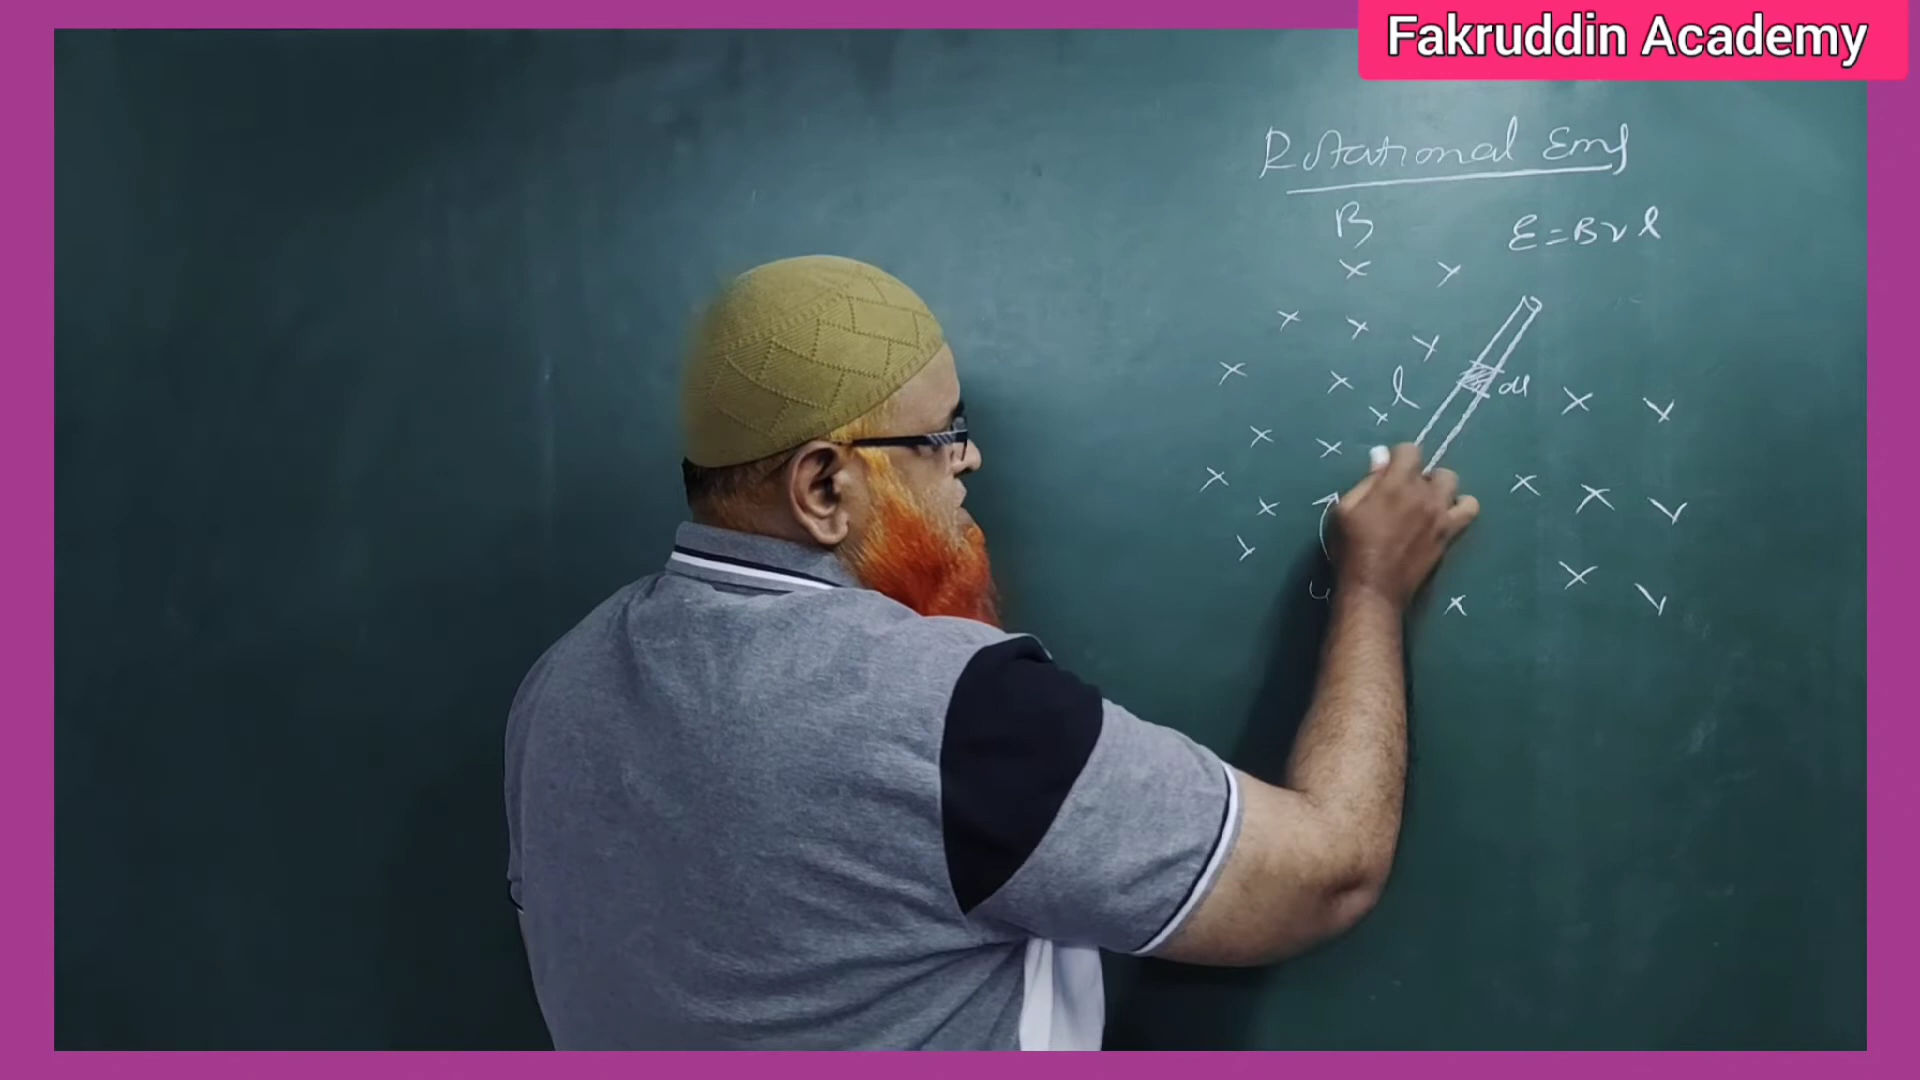 Fakruddin Academy
Rotational Emf
B
ε = Bvl
x x
x x x
x x l dl x x
x
x x
x x x x
x
x
x x
x